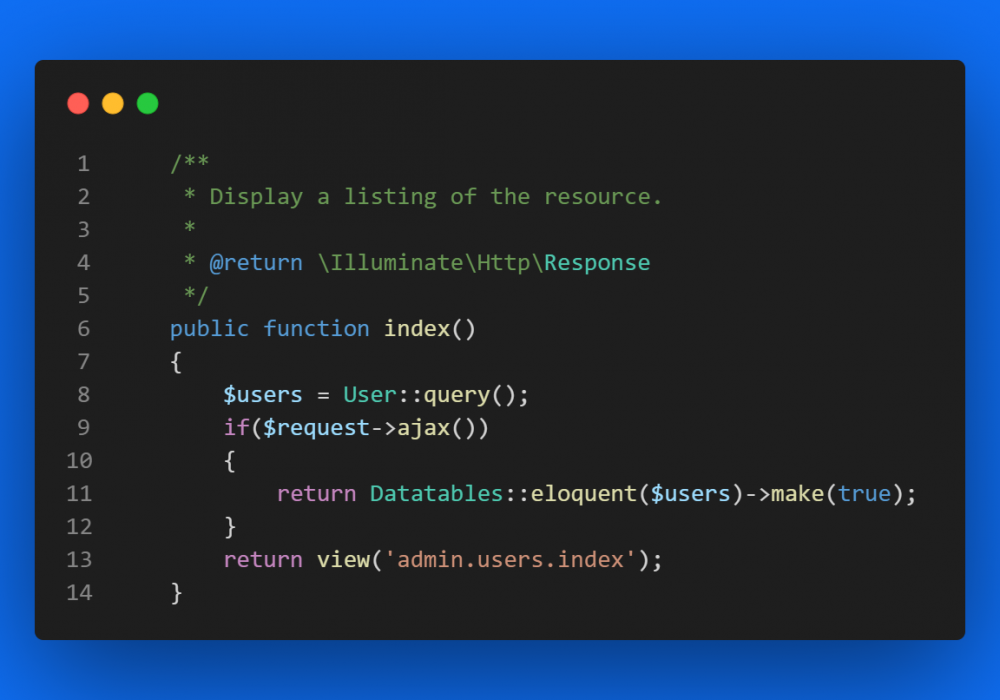 1 /**
2  * Display a listing of the resource.
3  *
4  * @return \Illuminate\Http\Response
5  */
6 public function index()
7 {
8     $users = User::query();
9     if($request->ajax())
10     {
11         return Datatables::eloquent($users)->make(true);
12     }
13     return view('admin.users.index');
14 }